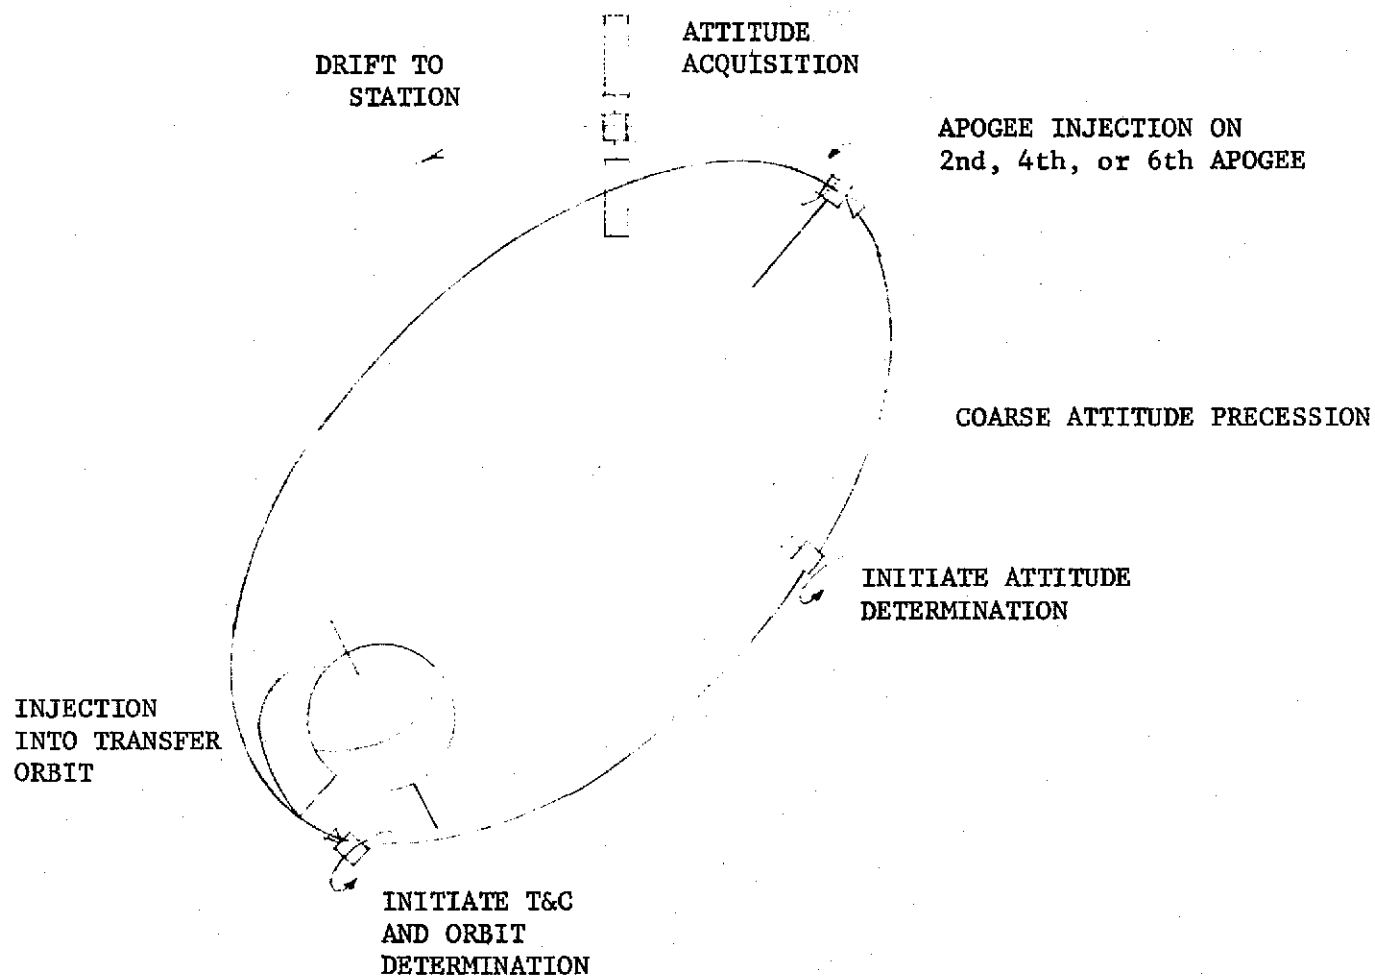 ATTITUDE
ACQUISITION
DRIFT TO
STATION
APOGEE INJECTION ON
2nd, 4th, or 6th APOGEE
COARSE ATTITUDE PRECESSION
INITIATE ATTITUDE
DETERMINATION
INJECTION
INTO TRANSFER
ORBIT
INITIATE T&C
AND ORBIT
DETERMINATION